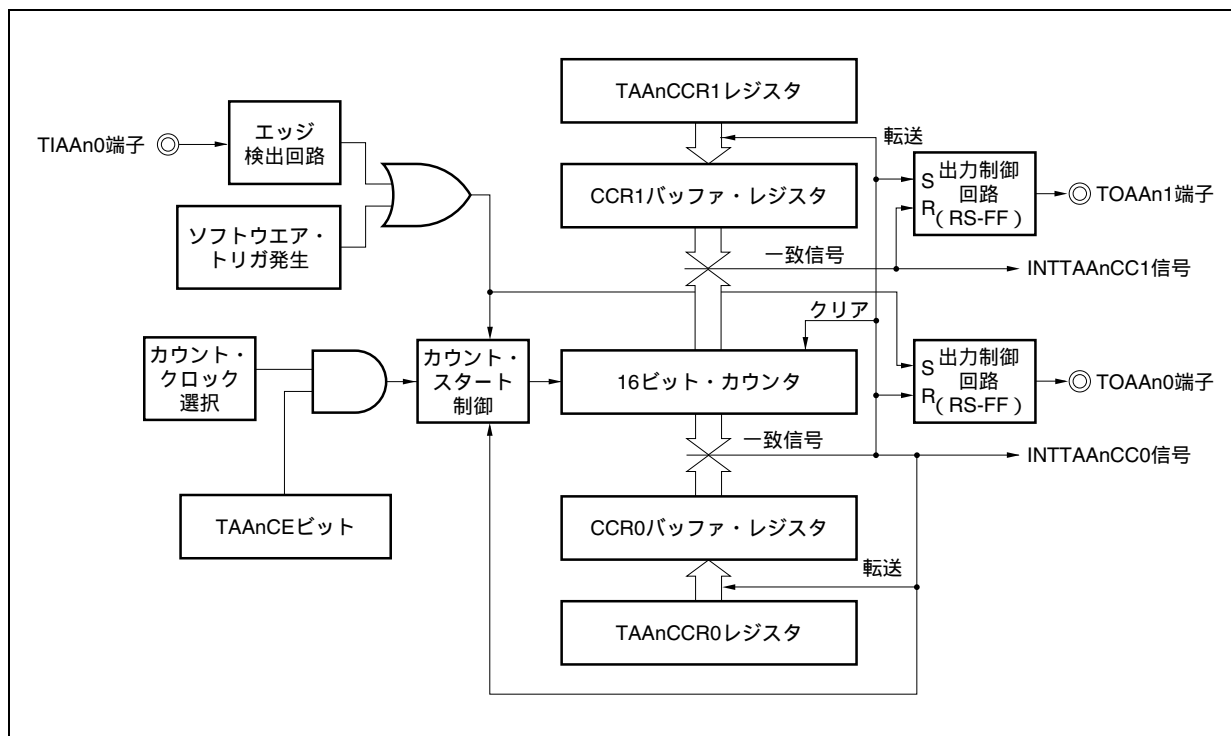 TAAnCCR1レジスタ
TIAAn0端子
エッジ
検出回路
転送
CCR1バッファ・レジスタ
S
R
出力制御
回路
(RS-FF)
TOAAn1端子
ソフトウエア・
トリガ発生
一致信号
INTTAAnCC1信号
クリア
カウント・
クロック
選択
カウント・
スタート
制御
16ビット・カウンタ
S
R
出力制御
回路
(RS-FF)
TOAAn0端子
一致信号
INTTAAnCC0信号
TAAnCEビット
CCR0バッファ・レジスタ
転送
TAAnCCR0レジスタ